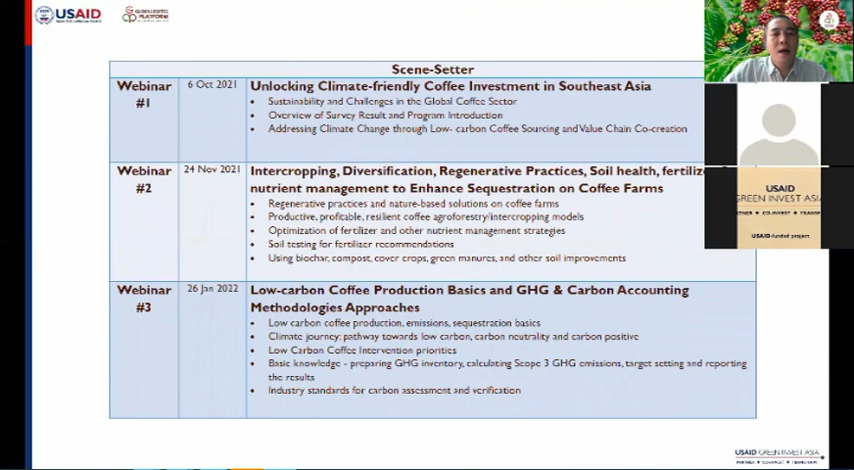 USAID
GLOBAL COFFEE
PLATFORM
Scene-Setter
Webinar #1
6 Oct 2021
Unlocking Climate-friendly Coffee Investment in Southeast Asia
• Sustainability and Challenges in the Global Coffee Sector
• Overview of Survey Result and Program Introduction
• Addressing Climate Change through Low- carbon Coffee Sourcing and Value Chain Co-creation
Webinar #2
24 Nov 2021
Intercropping, Diversification, Regenerative Practices, Soil health,
nutrient management to Enhance Sequestration on Coffee Farms
• Regenerative practices and nature-based solutions on coffee farms
• Productive, profitable, resilient coffee agroforestry/intercropping models
• Optimization of fertilizer and other nutrient management strategies
• Soil testing for fertilizer recommendations
• Using biochar, compost, cover crops, green manures, and other soil improvements
Webinar #3
26 Jan 2022
Low-carbon Coffee Production Basics and GHG & Carbon Accounting
Methodologies Approaches
• Low carbon coffee production, emissions, sequestration basics
• Climate journey: pathway towards low carbon, carbon neutrality and carbon positive
• Low Carbon Coffee Intervention priorities
• Basic knowledge - preparing GHG inventory, calculating Scope 3 GHG emissions, target setting and reporting
the results
• Industry standards for carbon assessment and verification
USAID
GREEN INVEST ASIA
CO-INVEST
USAID-funded project
USAID GREEN INVEST ASIA
PARTNER • CO-INVEST • TRANSFORM